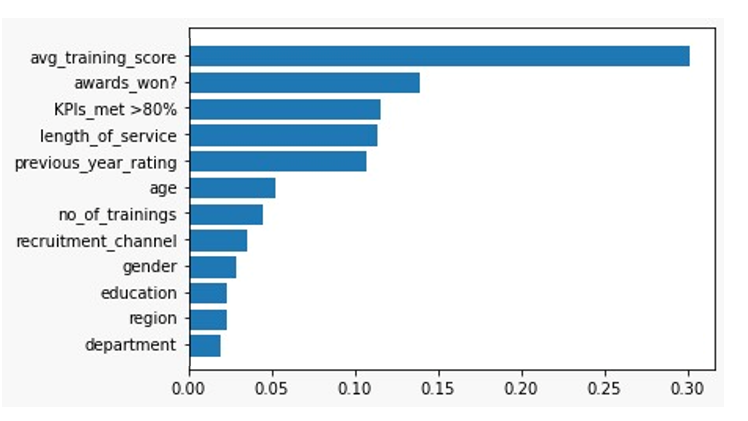 avg_training_score
awards_won?
KPIs_met >80%
length_of_service
previous_year_rating
age
no_of_trainings
recruitment_channel
gender
education
region
department
0.00 0.05 0.10 0.15 0.20 0.25 0.30